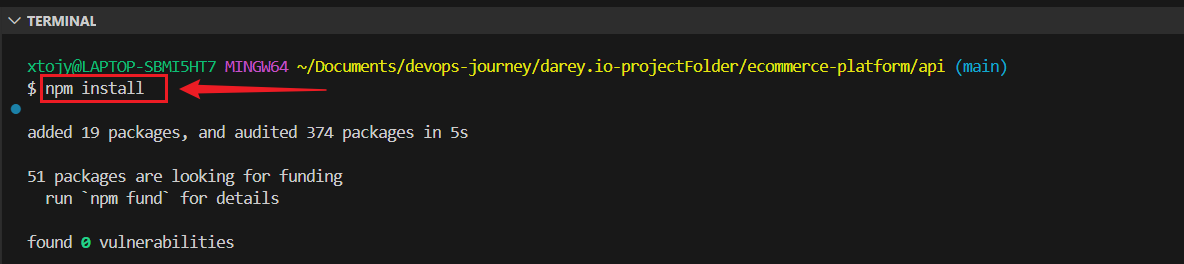 TERMINAL
xtojy@LAPTOP-SBMI5HT7 MINGW64 ~/Documents/devops-journey/darey.io-projectFolder/ecommerce-platform/api (main)
$ npm install
added 19 packages, and audited 374 packages in 5s
51 packages are looking for funding
run `npm fund` for details
found 0 vulnerabilities